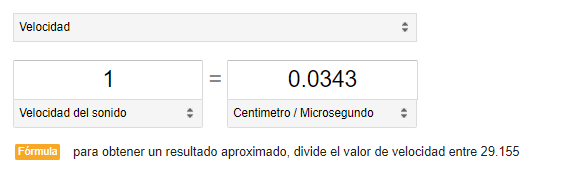 Velocidad
1 = 0.0343
Velocidad del sonido Centimetro / Microsegundo
Fórmula para obtener un resultado aproximado, divide el valor de velocidad entre 29.155